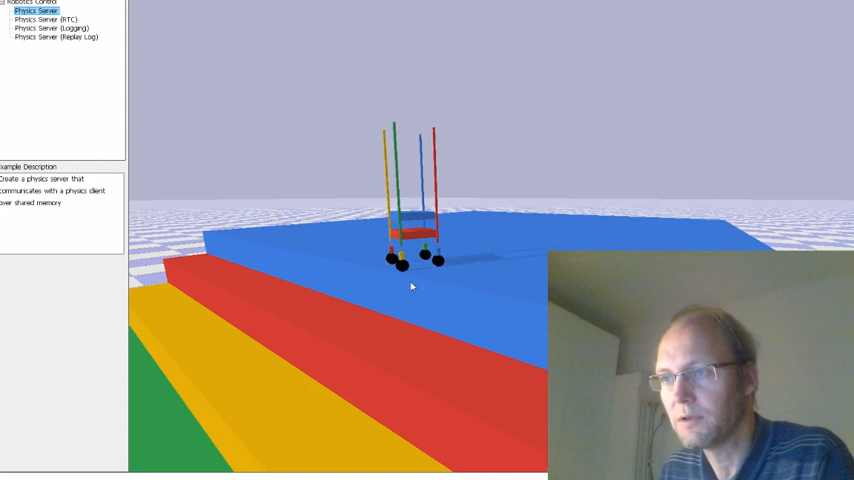 Robotics Control
Physics Server
Physics Server (RTC)
Physics Server (Logging)
Physics Server (Replay Log)
xample Description
Create a physics server that
communicates with a physics client
over shared memory